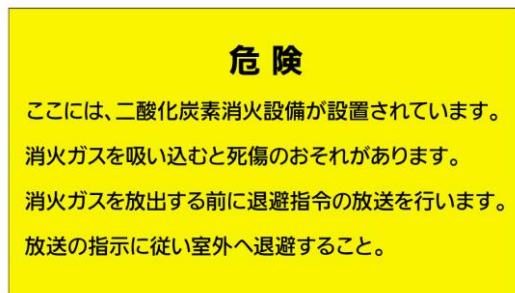 危険
ここには、二酸化炭素消火設備が設置されています。
消火ガスを吸い込むと死傷のおそれがあります。
消火ガスを放出する前に退避指令の放送を行います。
放送の指示に従い室外へ退避すること。